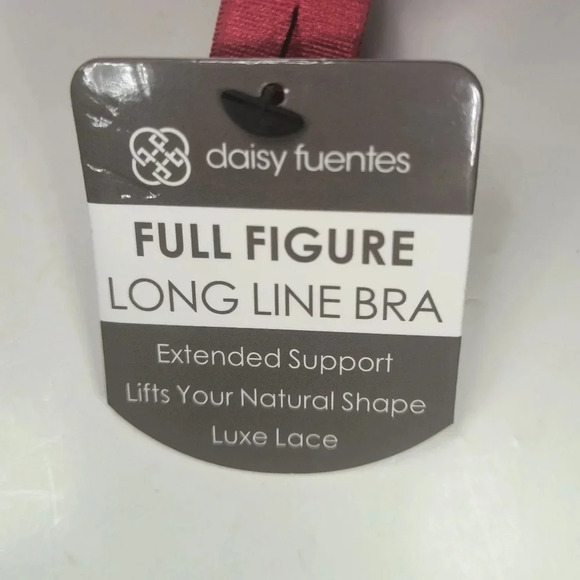 daisy fuentes
FULL FIGURE
LONG LINE BRA
Extended Support
Lifts Your Natural Shape
Luxe Lace